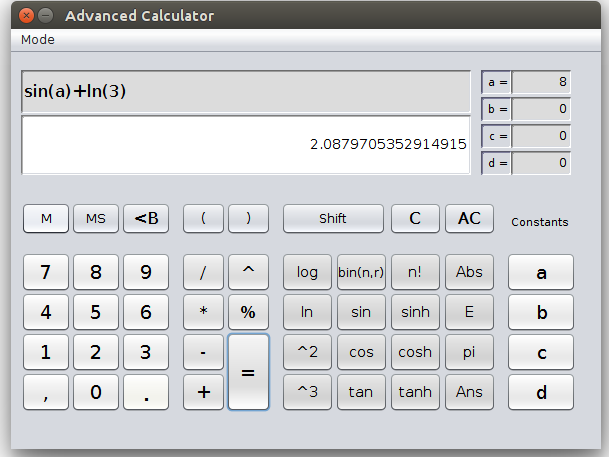 Advanced Calculator
Mode
sin(a)+ln(3)
2.0879705352914915
a = 8
b = 0
c = 0
d = 0
M MS <B ( ) Shift C AC Constants
7 8 9 / ^ log bin(n,r) n! Abs a
4 5 6 * % ln sin sinh E b
1 2 3 - = ^2 cos cosh pi c
, 0 . + ^3 tan tanh Ans d